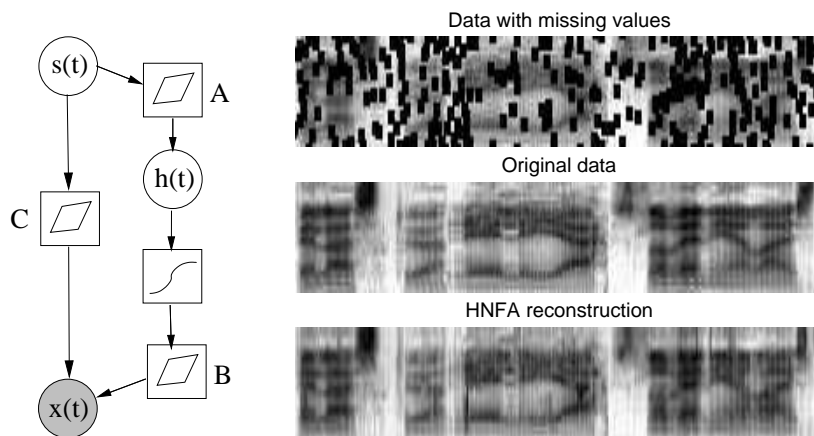 s(t)
A
h(t)
C
B
x(t)
Data with missing values
Original data
HNFA reconstruction